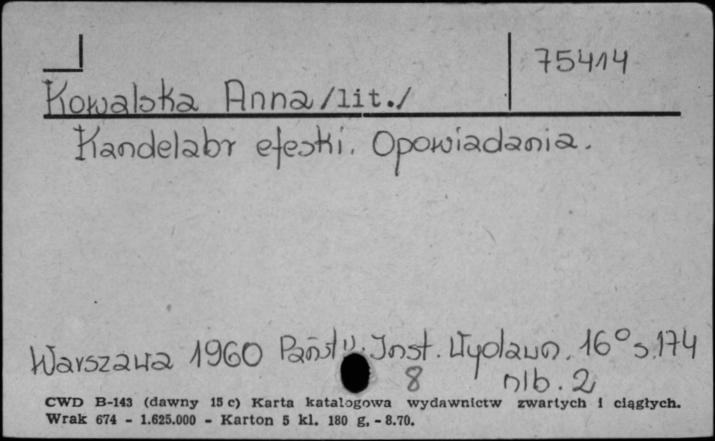 75414
Kowalska Anna /lit./
Kandelabr efeski. Opowiadania.
Warszawa 1960 Państw. Inst. Wydawn. 16° s. 174
8 nlb. 2
CWD B-143 (dawny 15 c) Karta katalogowa wydawnictw zwartych i ciągłych.
Wrak 674 - 1.625.000 - Karton 5 kl. 180 g. - 8.70.